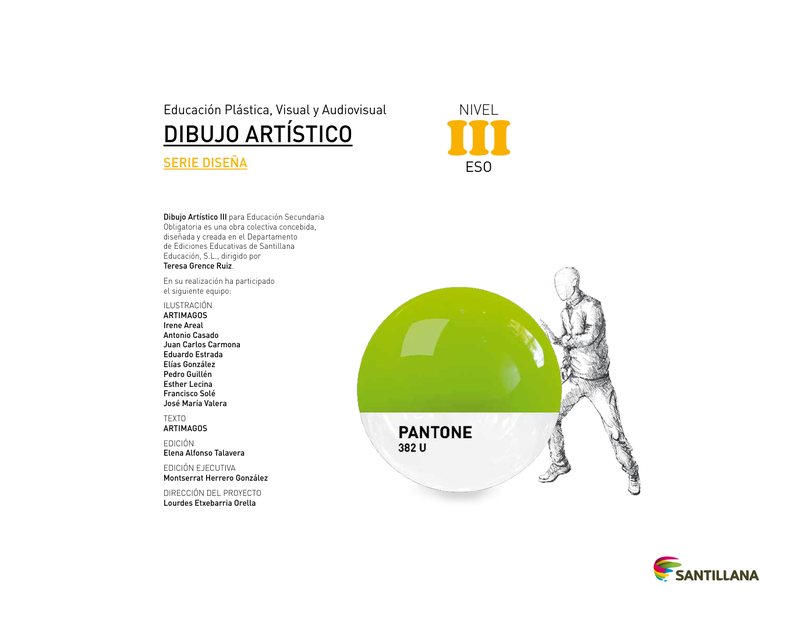 Educación Plástica, Visual y Audiovisual
DIBUJO ARTÍSTICO
SERIE DISEÑA
NIVEL
III
ESO
Dibujo Artístico III para Educación Secundaria
Obligatoria es una obra colectiva concebida,
diseñada y creada en el Departamento
de Ediciones Educativas de Santillana
Educación, S.L., dirigido por
Teresa Grence Ruiz.
En su realización ha participado
el siguiente equipo:
ILUSTRACIÓN
ARTIMAGOS
Irene Areal
Antonio Casado
Juan Carlos Carmona
Eduardo Estrada
Elías González
Pedro Guillén
Esther Lecina
Francisco Solé
José María Valera
TEXTO
ARTIMAGOS
EDICIÓN
Elena Alfonso Talavera
EDICIÓN EJECUTIVA
Montserrat Herrero González
DIRECCIÓN DEL PROYECTO
Lourdes Etxebarria Orella
PANTONE
382 U
SANTILLANA